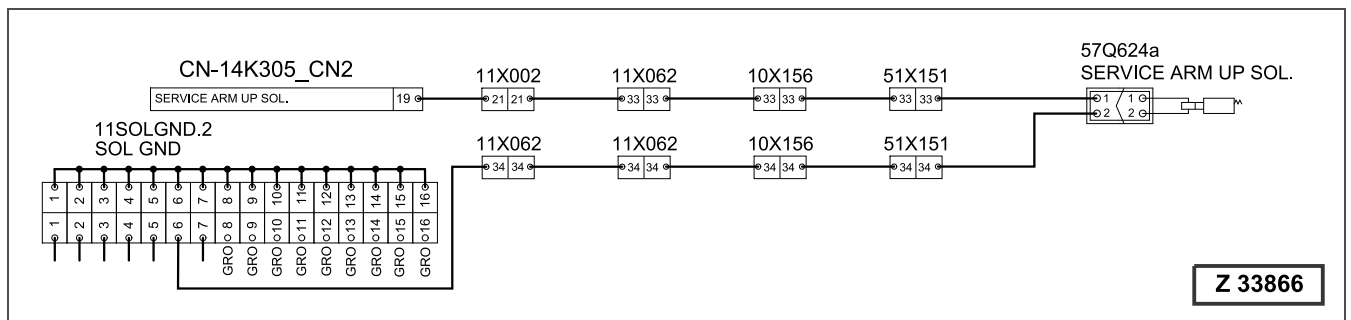 57Q624a
CN-14K305_CN2 11X002 11X062 10X156 51X151 SERVICE ARM UP SOL.
SERVICE ARM UP SOL. 19 21 21 33 33 33 33 33 33 1 1
2 2
11SOLGND.2
SOL GND
11X062 11X062 10X156 51X151
34 34 34 34 34 34 34 34
1 2 3 4 5 6 7 8 9 10 11 12 13 14 15 16
1 2 3 4 5 6 7 8 9 10 11 12 13 14 15 16
GRO GRO GRO GRO GRO GRO GRO GRO GRO
Z 33866